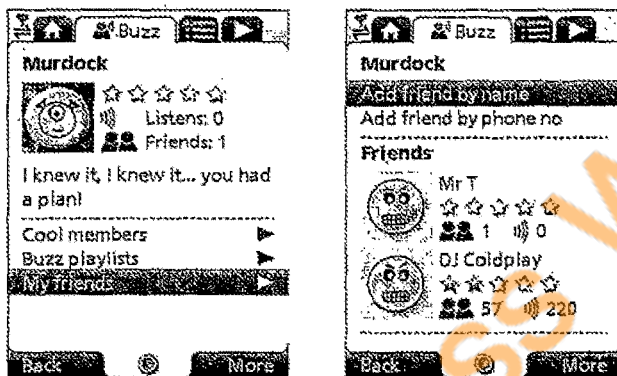 Buzz
Murdock
Listens: 0
Friends: 1
I knew it, I knew it... you had
a plan!
Cool members
Buzz playlists
My friends
Back
More
Buzz
Murdock
Add friend by name
Add friend by phone no
Friends
Mr T
1 0
DJ Coldplay
57 220
Back
More